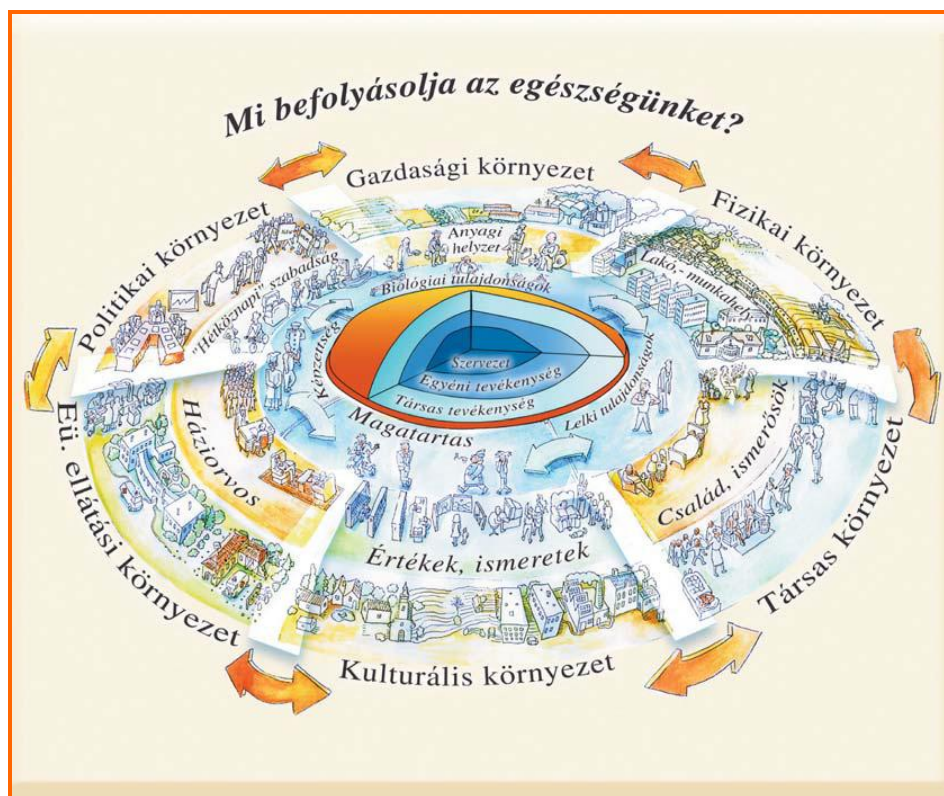 Mi befolyásolja az egészségünket?
Gazdasági környezet
Fizikai környezet
Politikai környezet
Anyagi
helyzet
Lakó,- munkahely
"Hétköznapi" szabadság
Biológiai tulajdonságok
Képzettség
Szervezet
Egyéni tevékenység
Társas tevékenység
Lelki tulajdonságok
Magatartas
Háziorvos
Család, ismerősök
Eü. ellátási környezet
Értékek, ismeretek
Társas környezet
Kulturális környezet